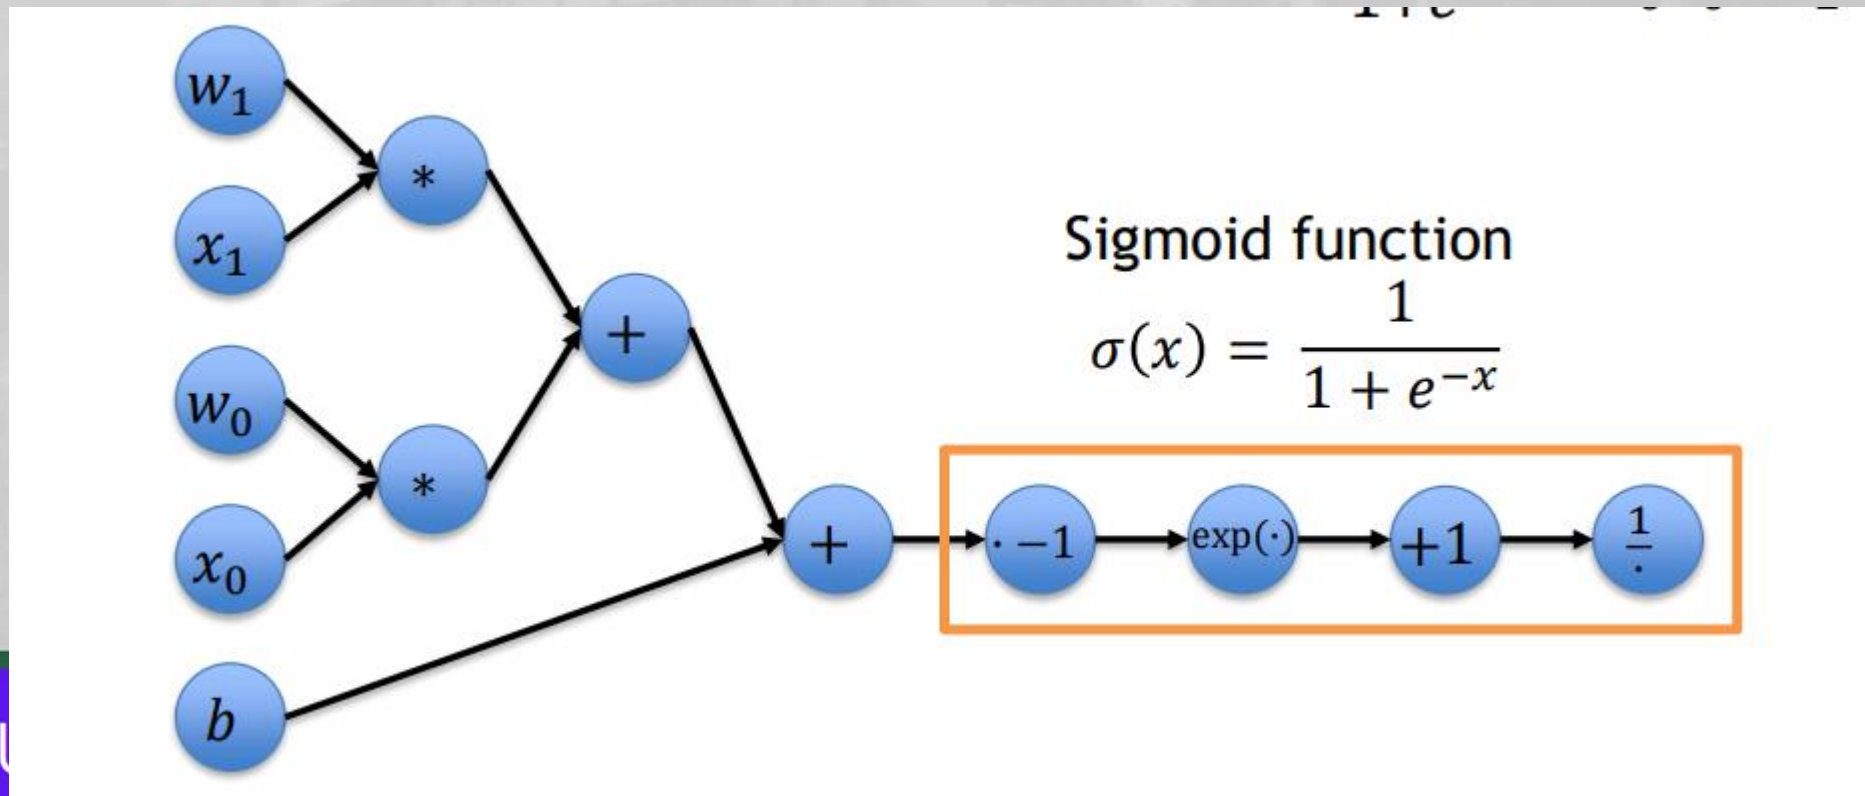 w₁
x₁
*
w₀
x₀
*
+
b
+
Sigmoid function
σ(x) = 1 / (1 + e^{−x})
· −1
exp(·)
+1
1/·